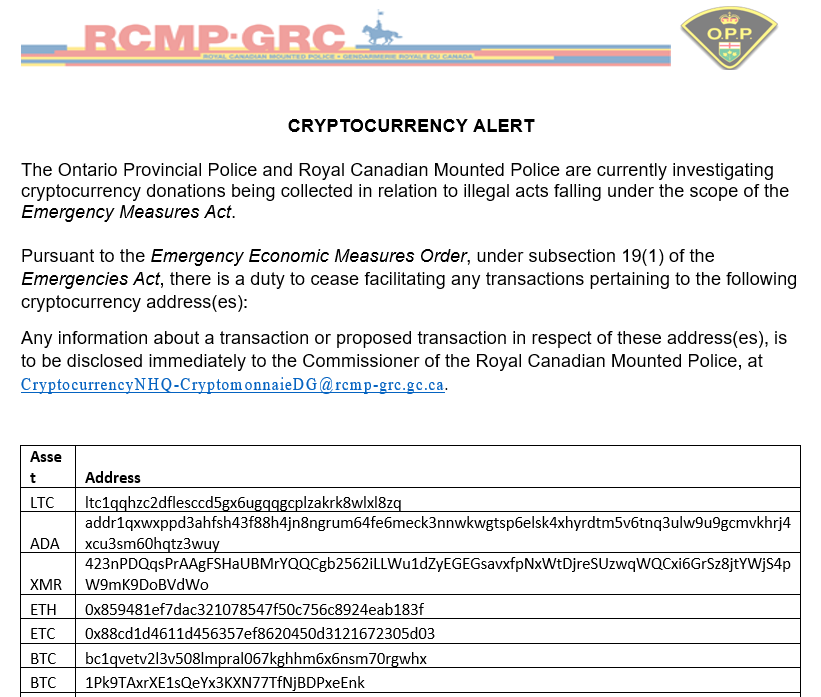 RCMP·GRC
ROYAL CANADIAN MOUNTED POLICE • GENDARMERIE ROYALE DU CANADA
O.P.P.
CRYPTOCURRENCY ALERT
The Ontario Provincial Police and Royal Canadian Mounted Police are currently investigating
cryptocurrency donations being collected in relation to illegal acts falling under the scope of the
Emergency Measures Act.
Pursuant to the Emergency Economic Measures Order, under subsection 19(1) of the
Emergencies Act, there is a duty to cease facilitating any transactions pertaining to the following
cryptocurrency address(es):
Any information about a transaction or proposed transaction in respect of these address(es), is
to be disclosed immediately to the Commissioner of the Royal Canadian Mounted Police, at
CryptocurrencyNHQ-CryptomonnaieDG@rcmp-grc.gc.ca.
Asse
t Address
LTC ltc1qqhzc2dflesccd5gx6ugqqgcplzakrk8wlxl8zq
addr1qxwxppd3ahfsh43f88h4jn8ngrum64fe6meck3nnwkwgtsp6elsk4xhyrdtm5v6tnq3ulw9u9gcmvkhrj4
ADA xcu3sm60hqtz3wuy
423nPDQqsPrAAgFSHaUBMrYQQCgb2562iLLWu1dZyEGEGsavxfpNxWtDjreSUzwqWQCxi6GrSz8jtYWjS4p
XMR W9mK9DoBVdWo
ETH 0x859481ef7dac321078547f50c756c8924eab183f
ETC 0x88cd1d4611d456357ef8620450d3121672305d03
BTC bc1qvetv2l3v508lmpral067kghhm6x6nsm70rgwhx
BTC 1Pk9TAxrXE1sQeYx3KXN77TfNjBDPxeEnk